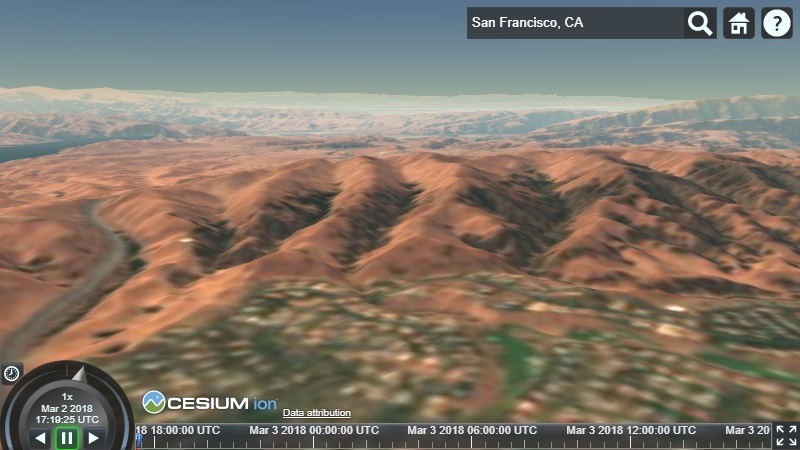 San Francisco, CA
?
1x
Mar 2 2018
17:19:25 UTC
CESIUM ion
Data attribution
18 18:00:00 UTC
Mar 3 2018 00:00:00 UTC
Mar 3 2018 06:00:00 UTC
Mar 3 2018 12:00:00 UTC
Mar 3 20